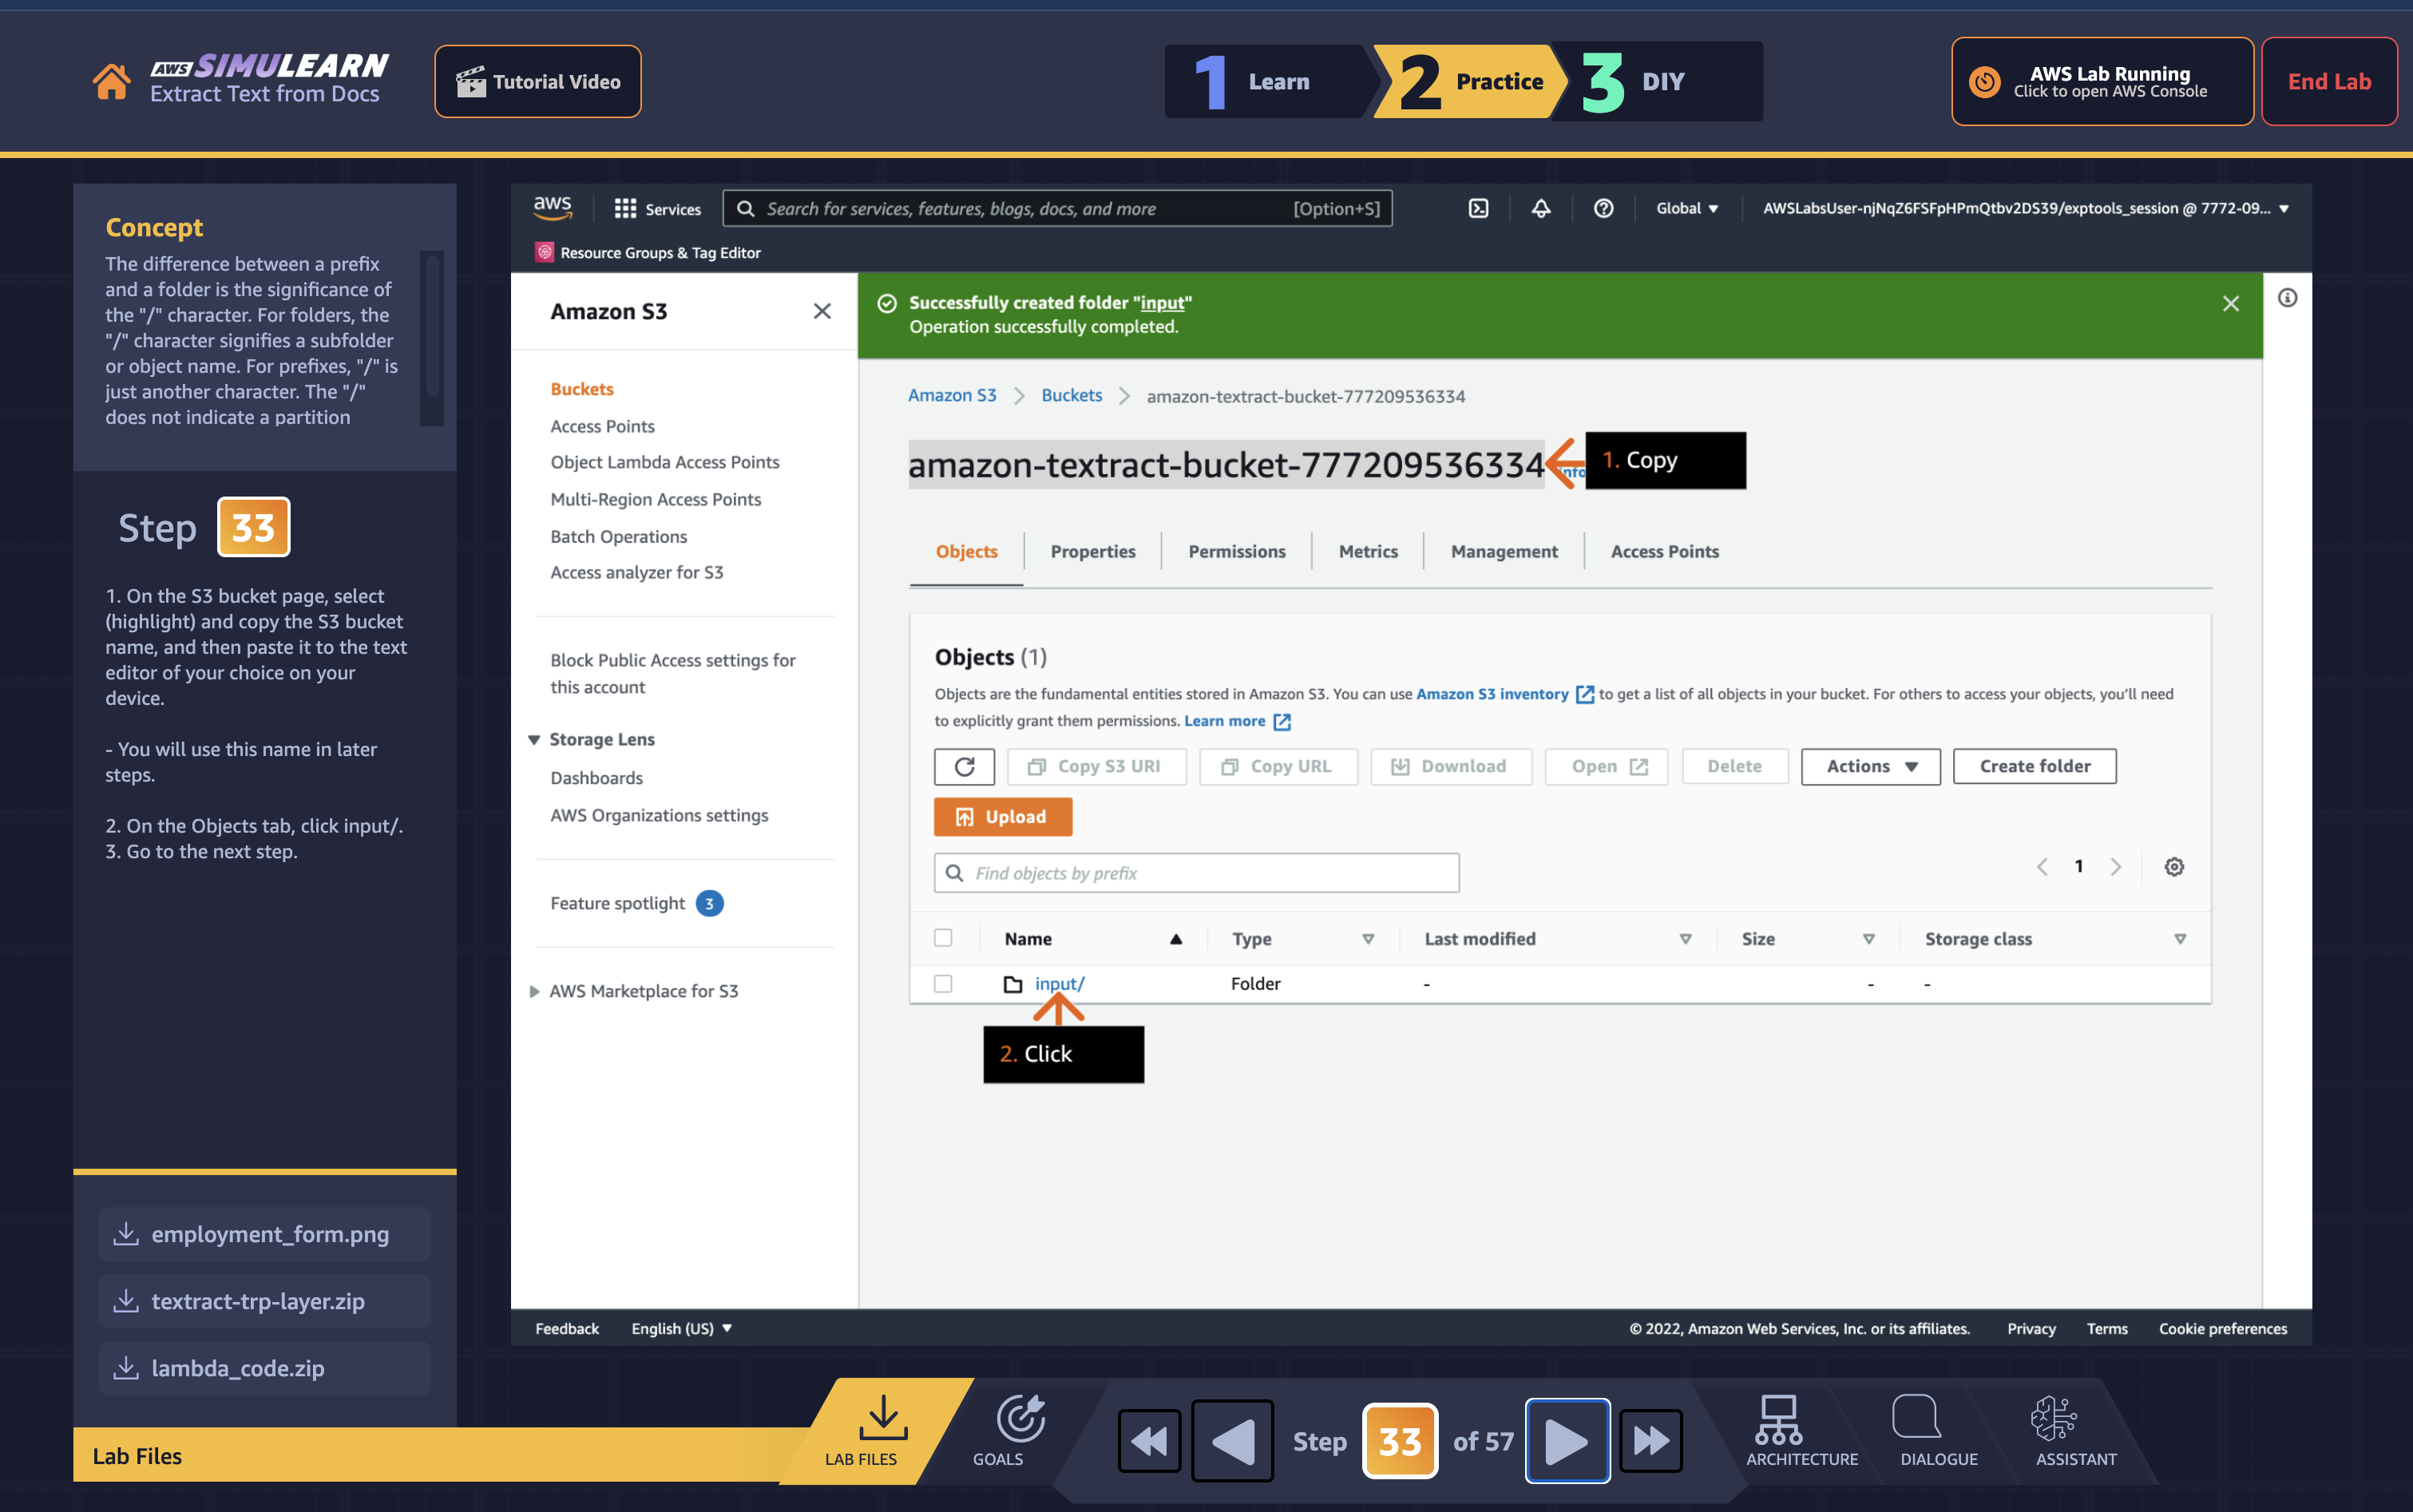 aws SIMULEARN
Extract Text from Docs
Tutorial Video
1 Learn
2 Practice
3 DIY
AWS Lab Running
Click to open AWS Console
End Lab
Concept
The difference between a prefix
and a folder is the significance of
the "/" character. For folders, the
"/" character signifies a subfolder
or object name. For prefixes, "/" is
just another character. The "/"
does not indicate a partition
Step 33
1. On the S3 bucket page, select
(highlight) and copy the S3 bucket
name, and then paste it to the text
editor of your choice on your
device.
- You will use this name in later
steps.
2. On the Objects tab, click input/.
3. Go to the next step.
employment_form.png
textract-trp-layer.zip
lambda_code.zip
Lab Files
aws
Services
Search for services, features, blogs, docs, and more [Option+S]
Global
AWSLabsUser-njNqZ6FSFpHPmQtbv2DS39/exptools_session @ 7772-09...
Resource Groups & Tag Editor
Amazon S3
Buckets
Access Points
Object Lambda Access Points
Multi-Region Access Points
Batch Operations
Access analyzer for S3
Block Public Access settings for
this account
Storage Lens
Dashboards
AWS Organizations settings
Feature spotlight 3
AWS Marketplace for S3
Successfully created folder "input"
Operation successfully completed.
Amazon S3 > Buckets > amazon-textract-bucket-777209536334
amazon-textract-bucket-777209536334
1. Copy
Objects
Properties
Permissions
Metrics
Management
Access Points
Objects (1)
Objects are the fundamental entities stored in Amazon S3. You can use Amazon S3 inventory to get a list of all objects in your bucket. For others to access your objects, you'll need
to explicitly grant them permissions. Learn more
Copy S3 URI
Copy URL
Download
Open
Delete
Actions
Create folder
Upload
Find objects by prefix
1
Name Type Last modified Size Storage class
input/ Folder - - -
2. Click
Feedback
English (US)
© 2022, Amazon Web Services, Inc. or its affiliates.
Privacy
Terms
Cookie preferences
LAB FILES
GOALS
Step 33 of 57
ARCHITECTURE
DIALOGUE
ASSISTANT